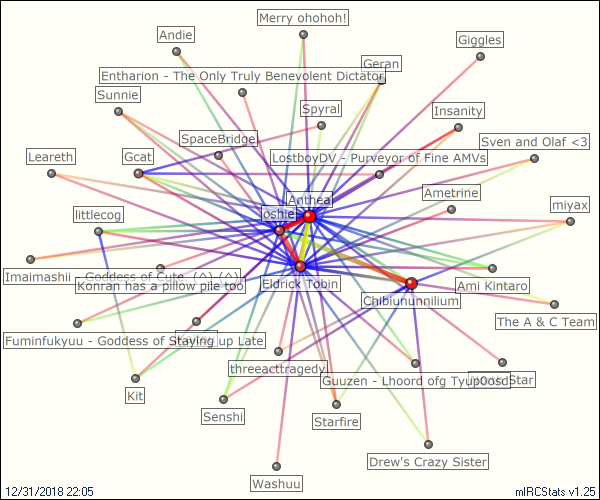 Merry ohohoh!
Andie
Giggles
Geran
Entharion - The Only Truly Benevolent Dictator
Sunnie
Spyral
Insanity
SpaceBridge
Sven and Olaf <3
Leareth
Gcat
LostboyDV - Purveyor of Fine AMVs
Ametrine
Anthea
miyax
littlecog
oshie
Imaimashii - Goddess of Cute
Konran has a pillow pile too
Eldrick Tobin
Ami Kintaro
Chibiunannilium
The A & C Team
Fuminfukyuu - Goddess of Staying up Late
threeacttragedy
Guuzen - Lhoord ofg Tyup0osd
Star
Kit
Senshi
Starfire
Drew's Crazy Sister
Washuu
12/31/2018 22:05
mIRCStats v1.25